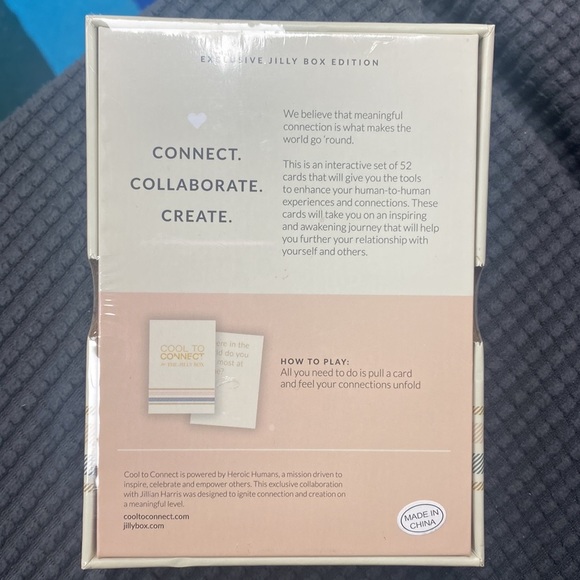 EXCLUSIVE JILLY BOX EDITION
CONNECT.
COLLABORATE.
CREATE.
We believe that meaningful
connection is what makes the
world go 'round.
This is an interactive set of 52
cards that will give you the tools
to enhance your human-to-human
experiences and connections. These
cards will take you on an inspiring
and awakening journey that will help
you further your relationship with
yourself and others.
COOL TO
CONNECT
in the
do you
most at
HOW TO PLAY:
All you need to do is pull a card
and feel your connections unfold
Cool to Connect is powered by Heroic Humans, a mission driven to
inspire, celebrate and empower others. This exclusive collaboration
with Jillian Harris was designed to ignite connection and creation on
a meaningful level.
cooltoconnect.com
jillybox.com
MADE IN
CHINA